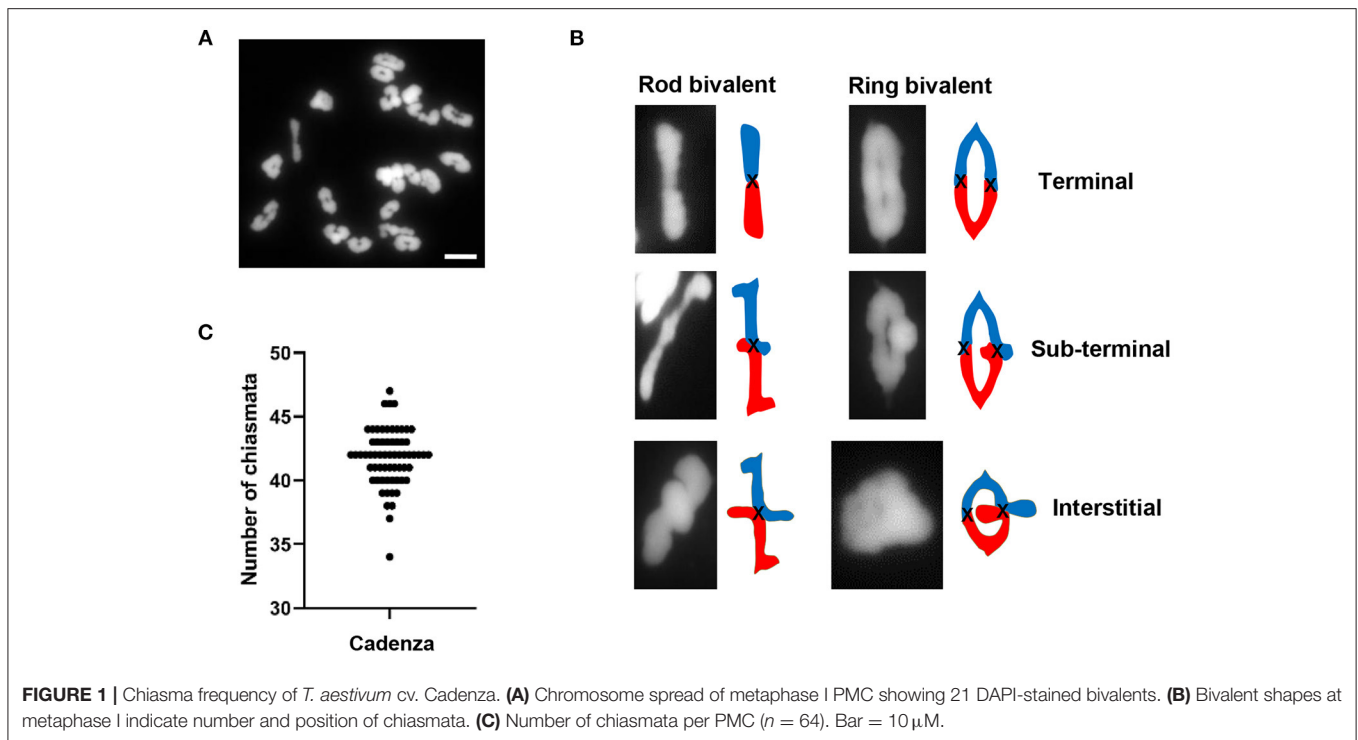 A
B
Rod bivalent
Ring bivalent
Terminal
X
X
X
Sub-terminal
X
X
X
Interstitial
X
X
X
C
Number of chiasmata
50
45
40
35
30
Cadenza
FIGURE 1 | Chiasma frequency of T. aestivum cv. Cadenza. (A) Chromosome spread of metaphase I PMC showing 21 DAPI-stained bivalents. (B) Bivalent shapes at
metaphase I indicate number and position of chiasmata. (C) Number of chiasmata per PMC (n = 64). Bar = 10 μM.